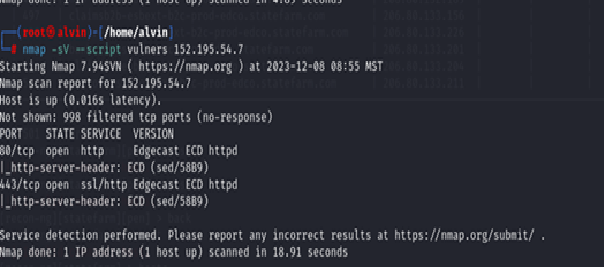 Nmap done: 1 IP address (1 host up) scanned in 4.89 seconds
┌──(root㉿alvin)-[/home/alvin]
└─# nmap -sV --script vulners 152.195.54.7
Starting Nmap 7.94SVN ( https://nmap.org ) at 2023-12-08 08:55 MST
Nmap scan report for 152.195.54.7
Host is up (0.016s latency).
Not shown: 998 filtered tcp ports (no-response)
PORT    STATE SERVICE  VERSION
80/tcp  open  http     Edgecast ECD httpd
|_http-server-header: ECD (sed/58B9)
443/tcp open  ssl/http Edgecast ECD httpd
|_http-server-header: ECD (sed/58B9)
Service detection performed. Please report any incorrect results at https://nmap.org/submit/ .
Nmap done: 1 IP address (1 host up) scanned in 18.91 seconds